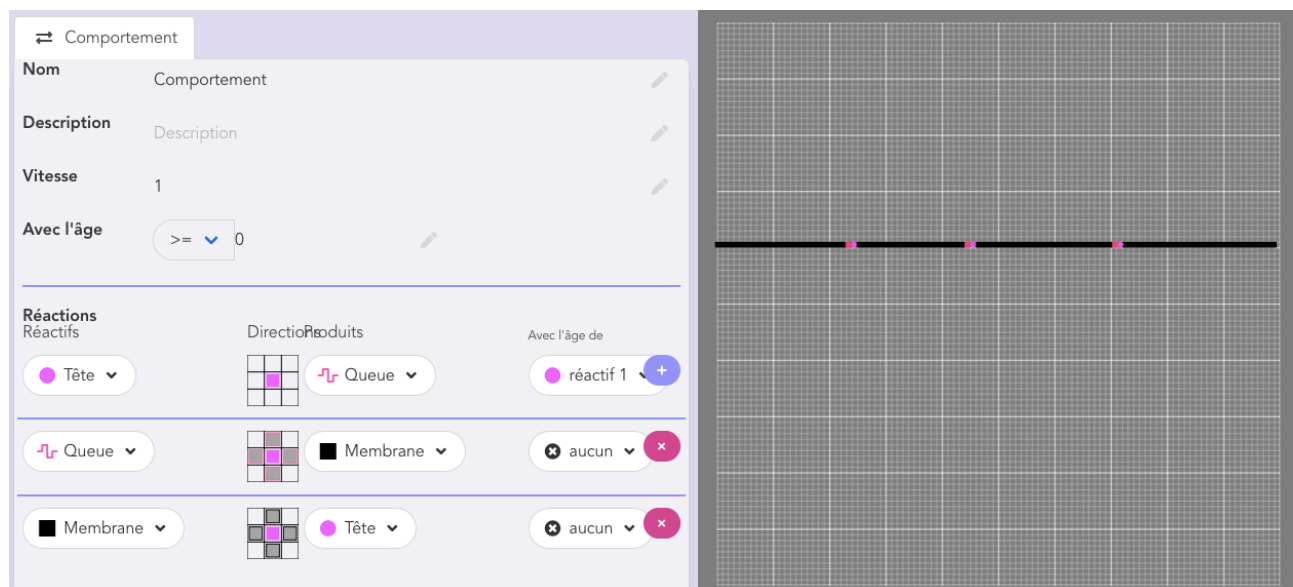 Comportement
Nom
Comportement
Description
Description
Vitesse
1
Avec l'âge
>=
0
Réactions
Réactifs
Directions
Produits
Avec l'âge de
Tête
Queue
réactif 1
Queue
Membrane
aucun
Membrane
Tête
aucun